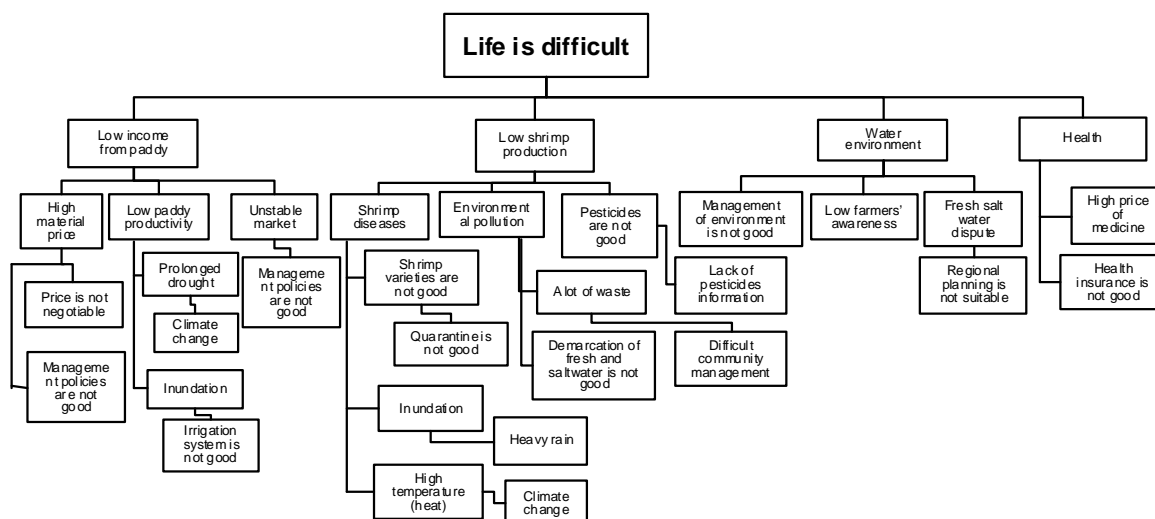 Life is difficult
Low income
from paddy
Low shrimp
production
Water
environment
Health
High
material
price
Low paddy
productivity
Unstable
market
Shrimp
diseases
Environment
al pollution
Pesticides
are not
good
Management
of environment
is not good
Low farmers'
awareness
Fresh salt
water
dispute
High price
of
medicine
Price is not
negotiable
Prolonged
drought
Manageme
nt policies
are not
good
Shrimp
varieties are
not good
A lot of waste
Lack of
pesticides
information
Regional
planning
is not suitable
Health
insurance is
not good
Climate
change
Quarantine is
not good
Demarcation of
fresh and
saltwater is not
good
Difficult
community
management
Manageme
nt policies
are not
good
Inundation
Irrigation
system is
not good
Inundation
Heavy rain
High
temperature
(heat)
Climate
change